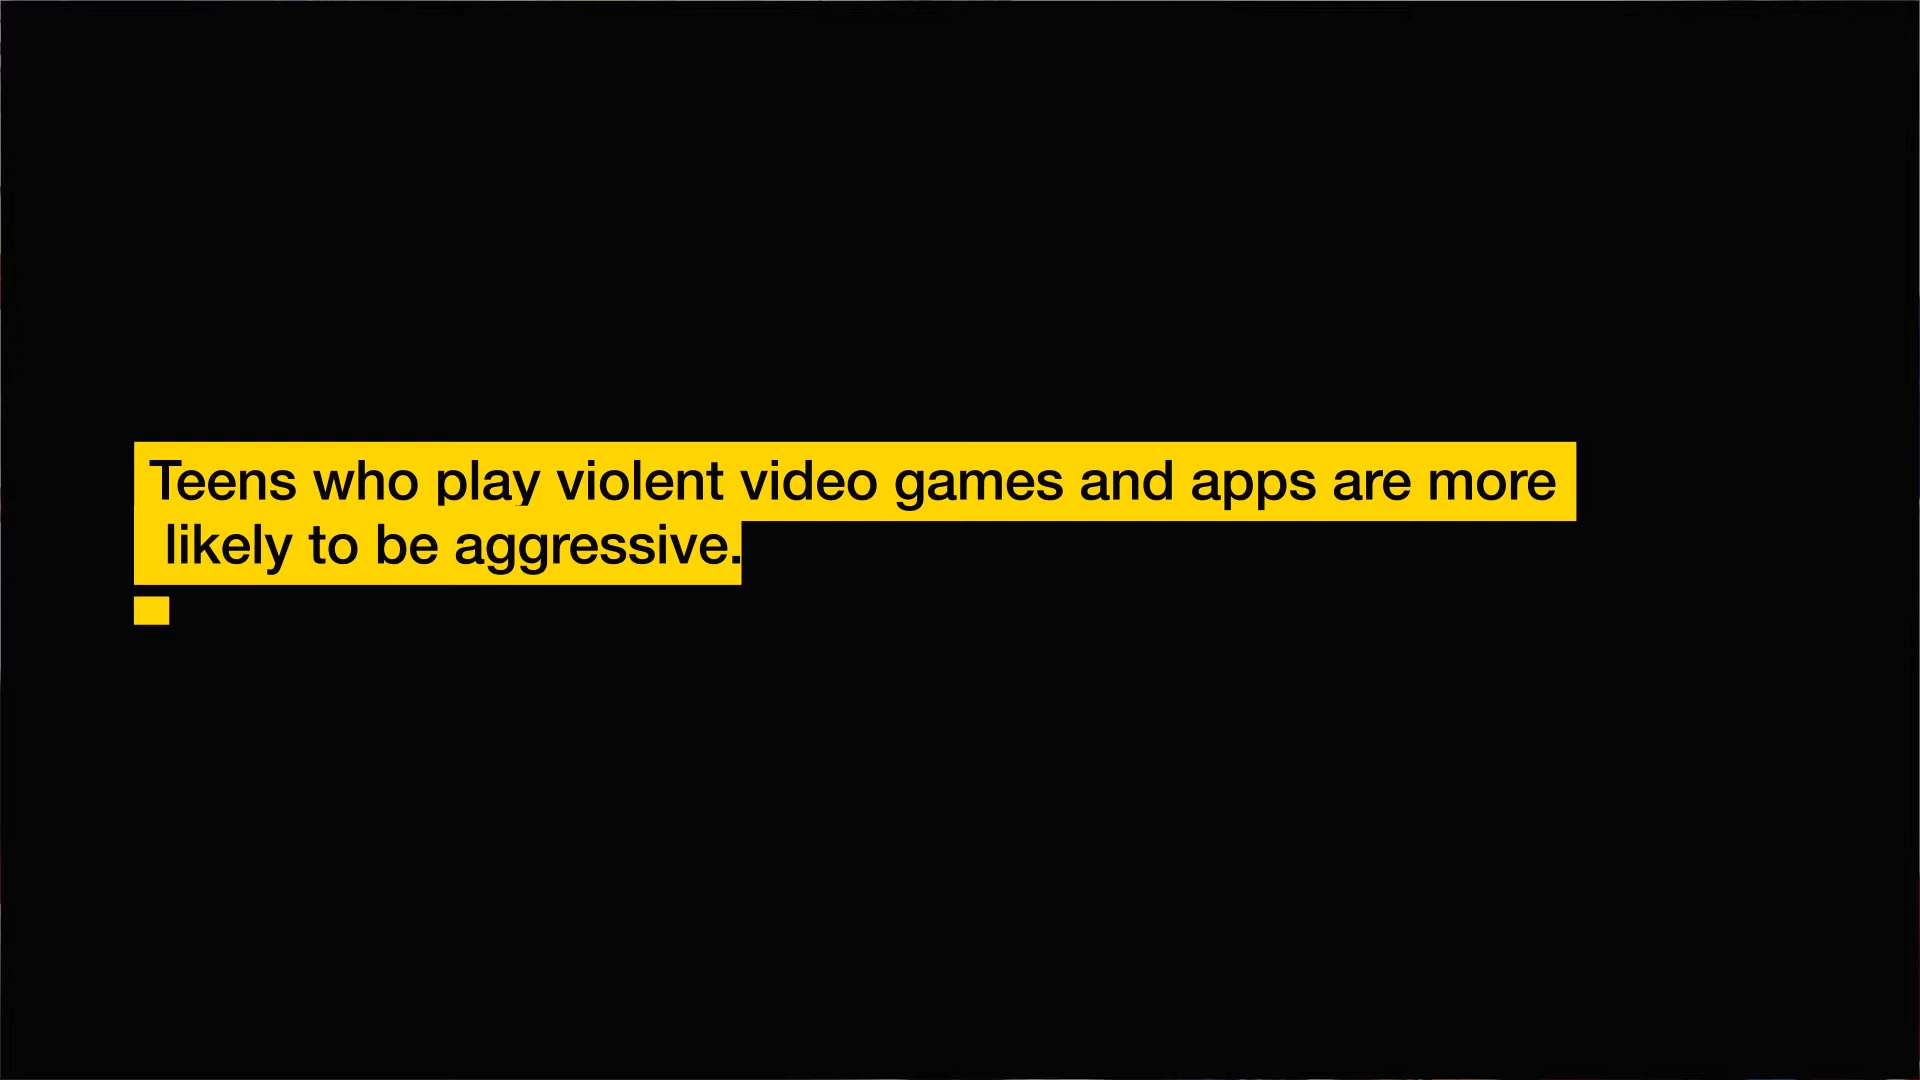 Teens who play violent video games and apps are more
likely to be aggressive.